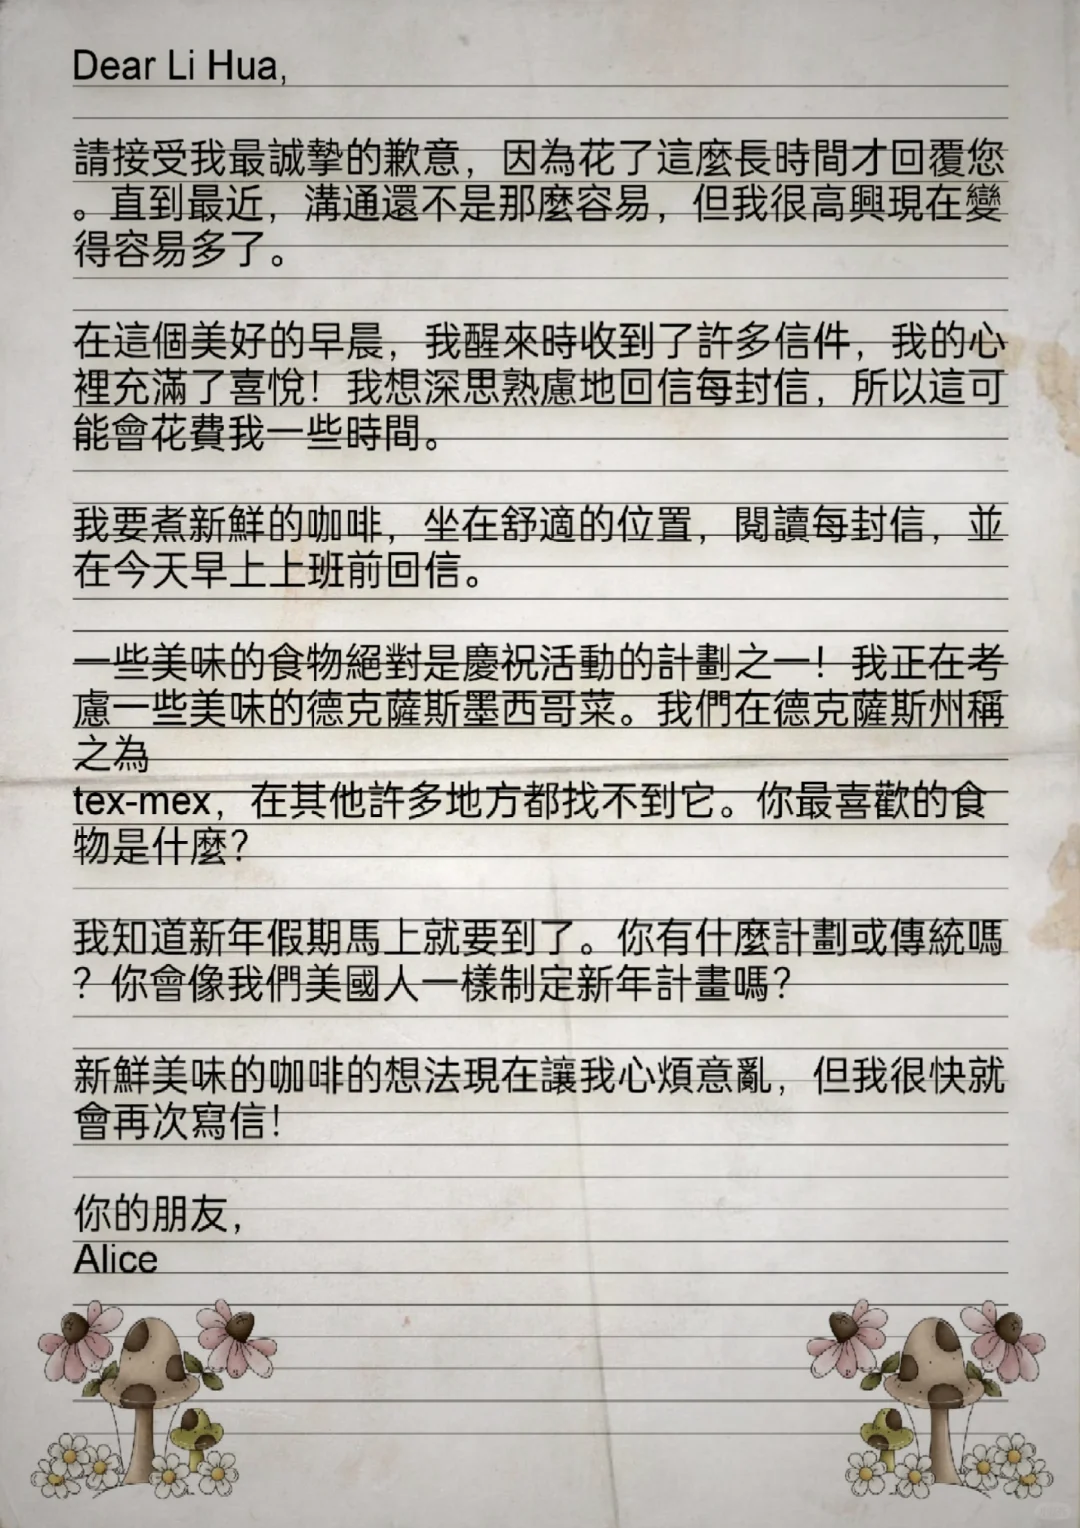 Dear Li Hua,
請接受我最誠摯的歉意，因為花了這麼長時間才回覆您
。直到最近，溝通還不是那麼容易，但我很高興現在變
得容易多了。
在這個美好的早晨，我醒來時收到了許多信件，我的心
裡充滿了喜悅！我想深思熟慮地回信每封信，所以這可
能會花費我一些時間。
我要煮新鮮的咖啡，坐在舒適的位置，閱讀每封信，並
在今天早上上班前回信。
一些美味的食物絕對是慶祝活動的計劃之一！我正在考
慮一些美味的德克薩斯墨西哥菜。我們在德克薩斯州稱
之為
tex-mex，在其他許多地方都找不到它。你最喜歡的食
物是什麼？
我知道新年假期馬上就要到了。你有什麼計劃或傳統嗎
？你會像我們美國人一樣制定新年計畫嗎？
新鮮美味的咖啡的想法現在讓我心煩意亂，但我很快就
會再次寫信！
你的朋友，
Alice